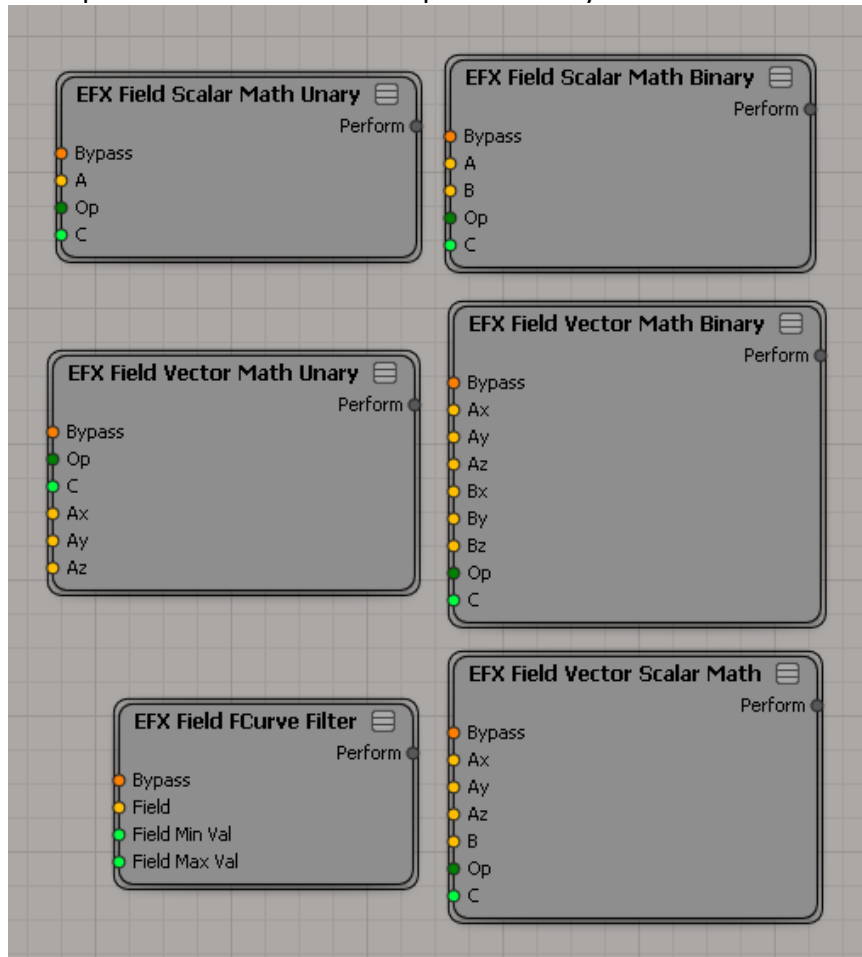 EFX Field Scalar Math Unary
Perform
Bypass
A
Op
C
EFX Field Scalar Math Binary
Perform
Bypass
A
B
Op
C
EFX Field Vector Math Unary
Perform
Bypass
Op
C
Ax
Ay
Az
EFX Field Vector Math Binary
Perform
Bypass
Ax
Ay
Az
Bx
By
Bz
Op
C
EFX Field FCurve Filter
Perform
Bypass
Field
Field Min Val
Field Max Val
EFX Field Vector Scalar Math
Perform
Bypass
Ax
Ay
Az
B
Op
C